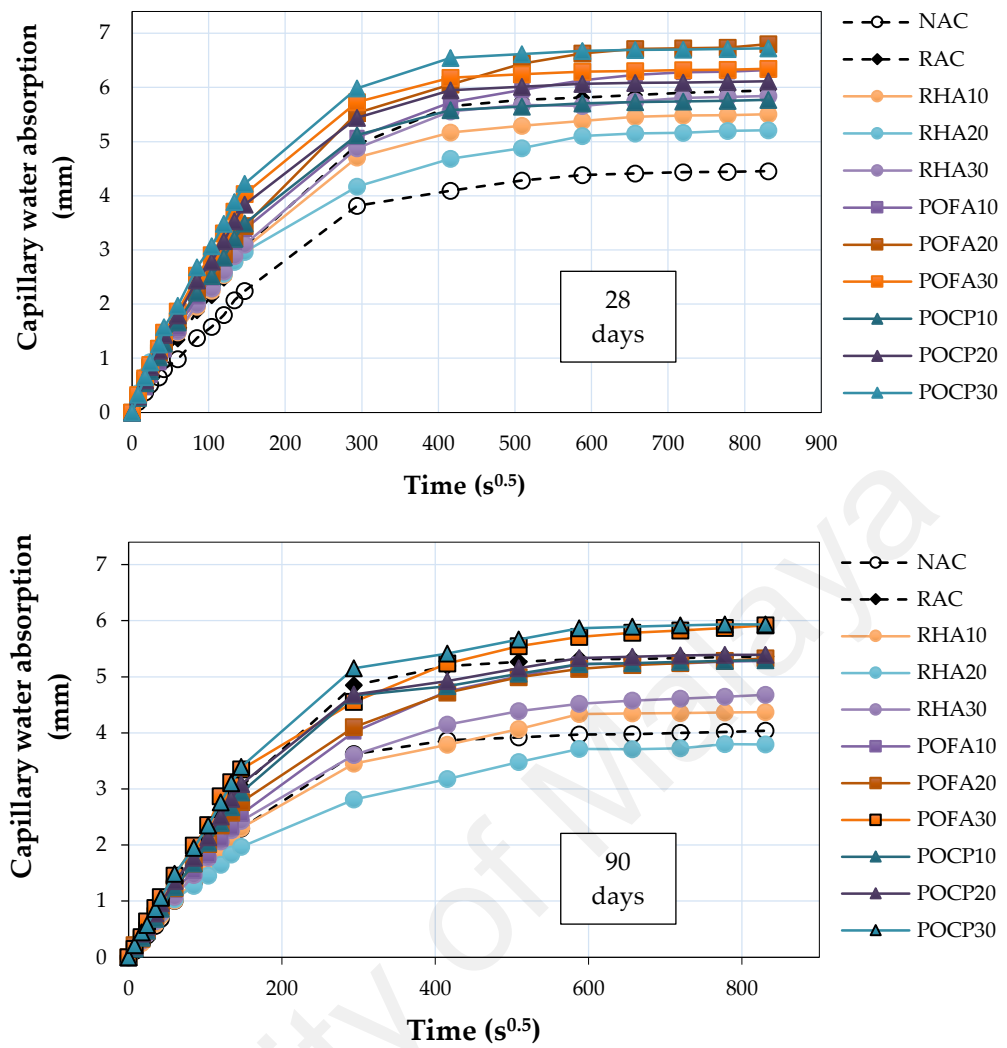 7
6
5
4
3
2
1
0
Capillary water absorption
(mm)
0 100 200 300 400 500 600 700 800 900
Time (s0.5)
28
days
NAC
RAC
RHA10
RHA20
RHA30
POFA10
POFA20
POFA30
POCP10
POCP20
POCP30
7
6
5
4
3
2
1
0
Capillary water absorption
(mm)
0 200 400 600 800
Time (s0.5)
90
days
NAC
RAC
RHA10
RHA20
RHA30
POFA10
POFA20
POFA30
POCP10
POCP20
POCP30
ity of Malaya